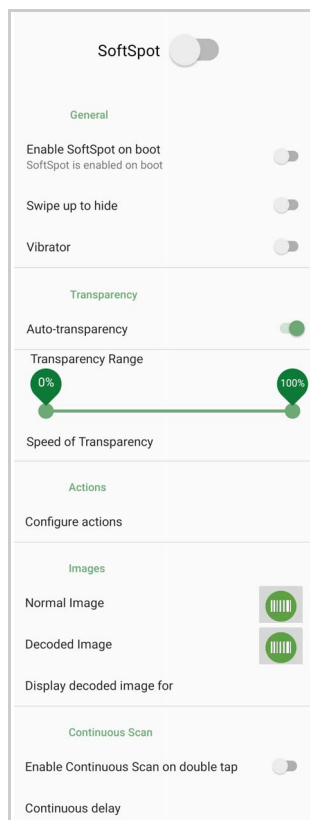 SoftSpot
General
Enable SoftSpot on boot
SoftSpot is enabled on boot
Swipe up to hide
Vibrator
Transparency
Auto-transparency
Transparency Range
0% 100%
Speed of Transparency
Actions
Configure actions
Images
Normal Image
Decoded Image
Display decoded image for
Continuous Scan
Enable Continuous Scan on double tap
Continuous delay